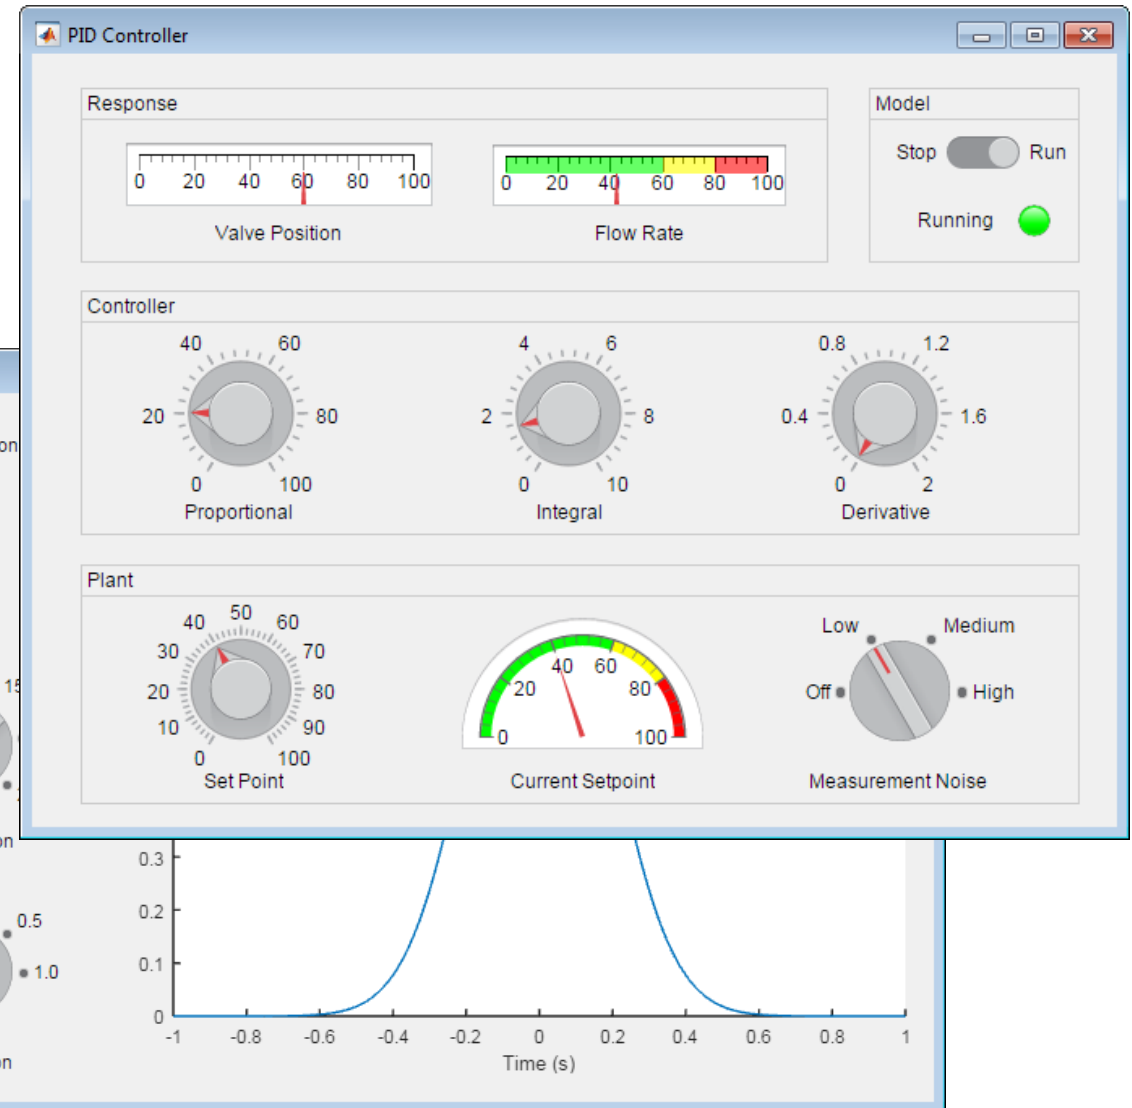 PID Controller
Response
0 20 40 60 80 100
Valve Position
0 20 40 60 80 100
Flow Rate
Model
Stop Run
Running
Controller
0 20 40 60 80 100
Proportional
0 2 4 6 8 10
Integral
0 0.4 0.8 1.2 1.6 2
Derivative
Plant
0 10 20 30 40 50 60 70 80 90 100
Set Point
0 20 40 60 80 100
Current Setpoint
Off Low Medium High
Measurement Noise
on
on
0.5
1.0
on
0.3
0.2
0.1
0
-1 -0.8 -0.6 -0.4 -0.2 0 0.2 0.4 0.6 0.8 1
Time (s)